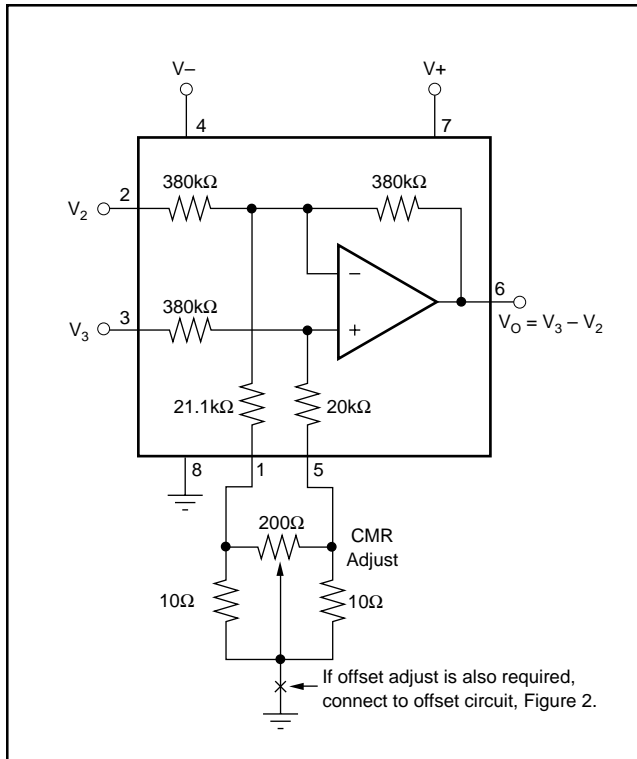 V–
V+
4
7
2
380kΩ
380kΩ
V2
–
3
380kΩ
6
V3
+
VO = V3 – V2
21.1kΩ
20kΩ
8
1
5
200Ω
CMR
Adjust
10Ω
10Ω
If offset adjust is also required,
connect to offset circuit, Figure 2.